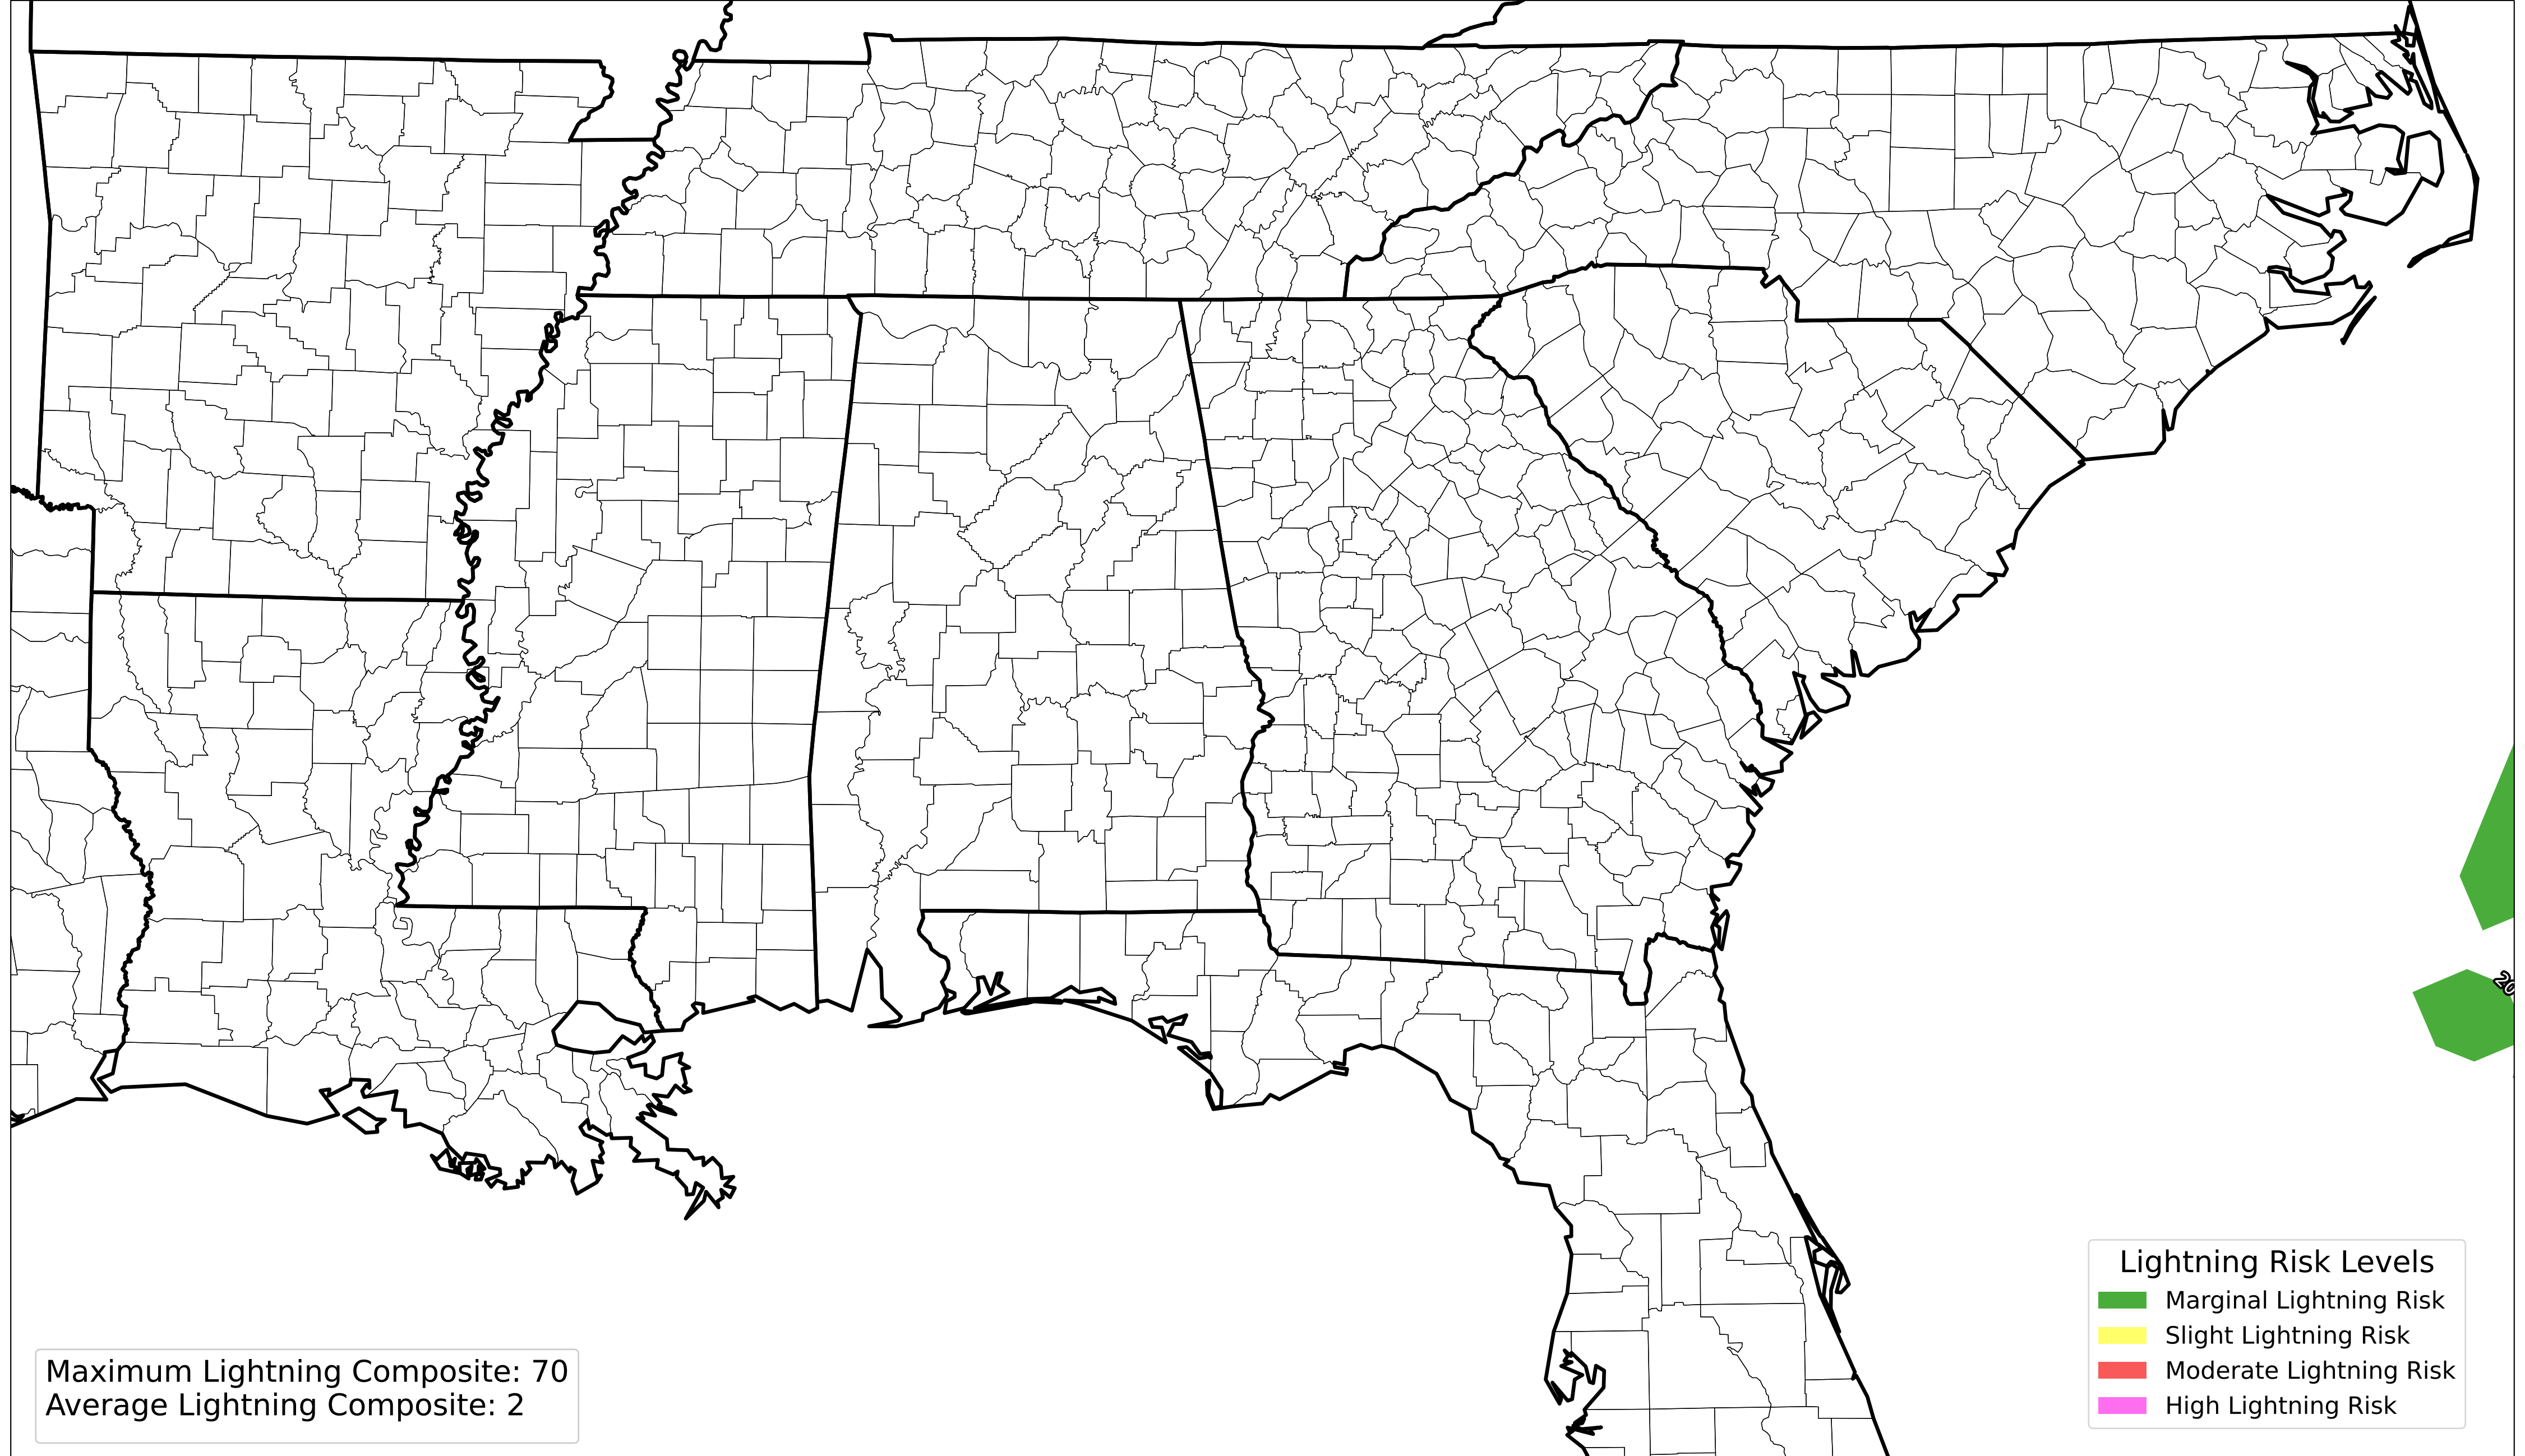 20
Lightning Risk Levels
Marginal Lightning Risk
Slight Lightning Risk
Moderate Lightning Risk
High Lightning Risk
Maximum Lightning Composite: 70
Average Lightning Composite: 2